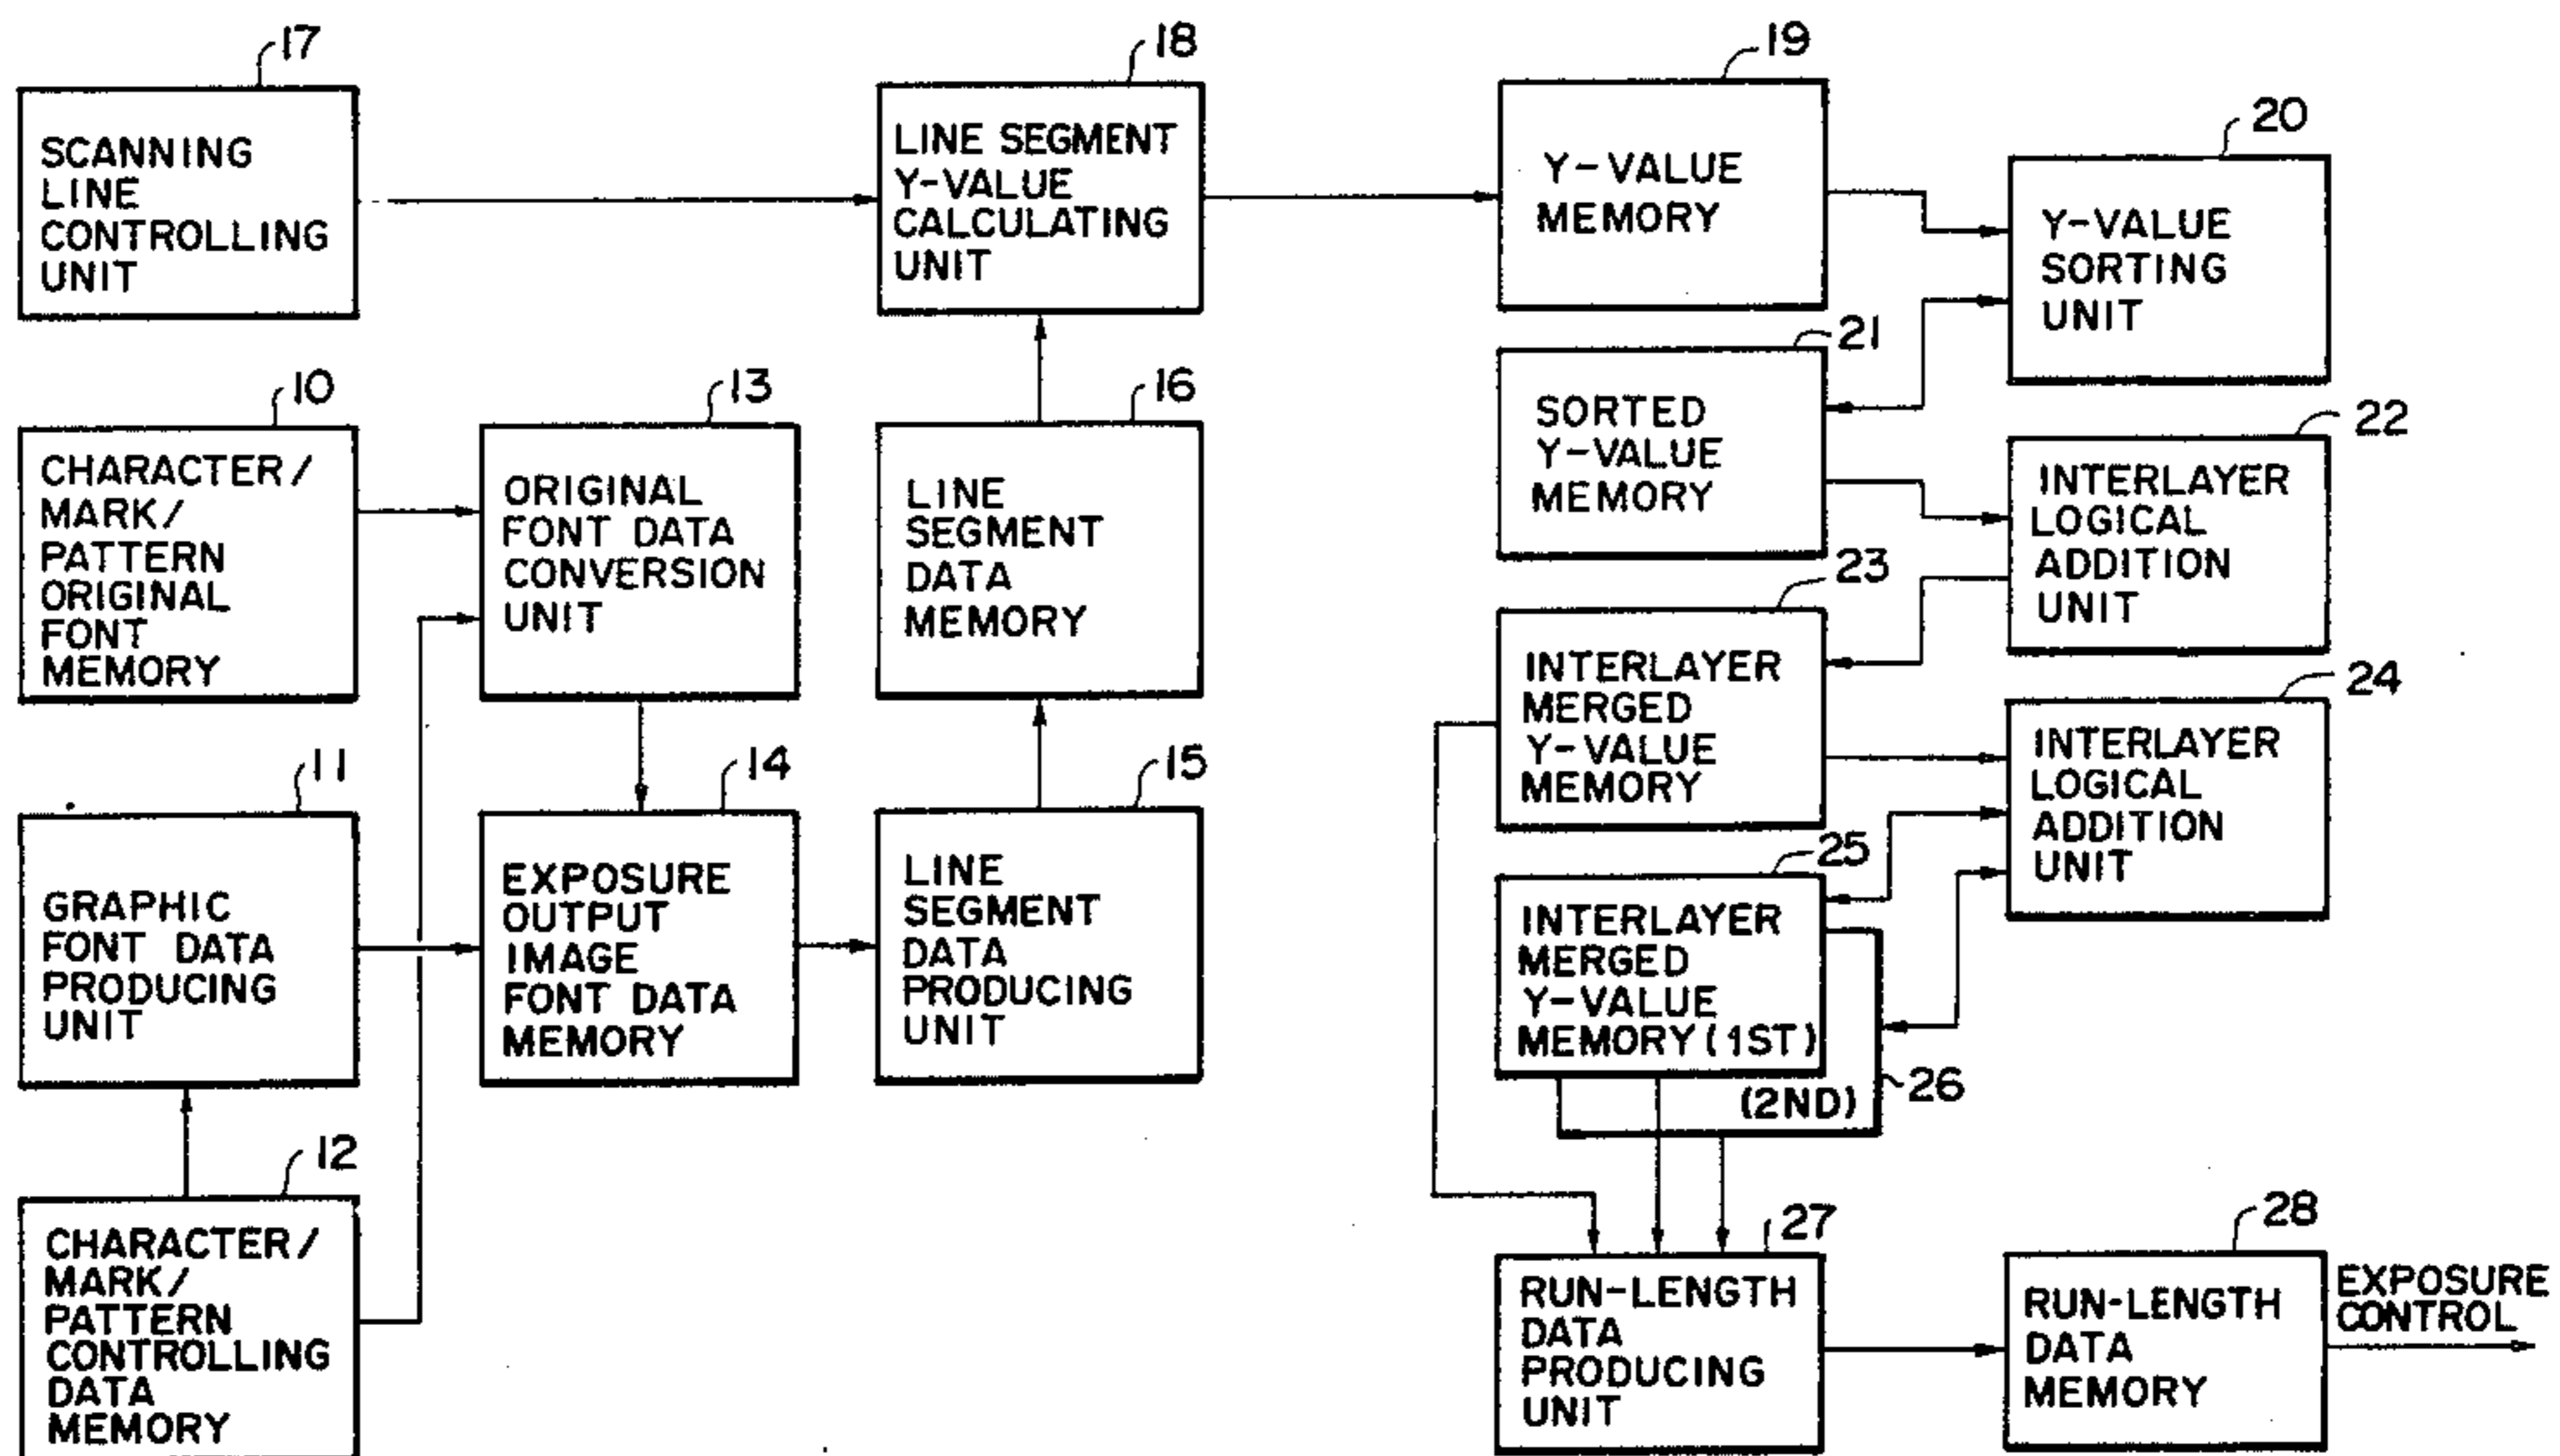 17
SCANNING
LINE
CONTROLLING
UNIT
18
LINE SEGMENT
Y-VALUE
CALCULATING
UNIT
19
Y-VALUE
MEMORY
20
Y-VALUE
SORTING
UNIT
10
CHARACTER/
MARK/
PATTERN
ORIGINAL
FONT
MEMORY
13
ORIGINAL
FONT DATA
CONVERSION
UNIT
16
LINE
SEGMENT
DATA
MEMORY
21
SORTED
Y-VALUE
MEMORY
22
INTERLAYER
LOGICAL
ADDITION
UNIT
23
INTERLAYER
MERGED
Y-VALUE
MEMORY
24
INTERLAYER
LOGICAL
ADDITION
UNIT
11
GRAPHIC
FONT DATA
PRODUCING
UNIT
14
EXPOSURE
OUTPUT
IMAGE
FONT DATA
MEMORY
15
LINE
SEGMENT
DATA
PRODUCING
UNIT
25
INTERLAYER
MERGED
Y-VALUE
MEMORY (1ST)
(2ND)
26
12
CHARACTER/
MARK/
PATTERN
CONTROLLING
DATA
MEMORY
27
RUN-LENGTH
DATA
PRODUCING
UNIT
28
RUN-LENGTH
DATA
MEMORY
EXPOSURE
CONTROL